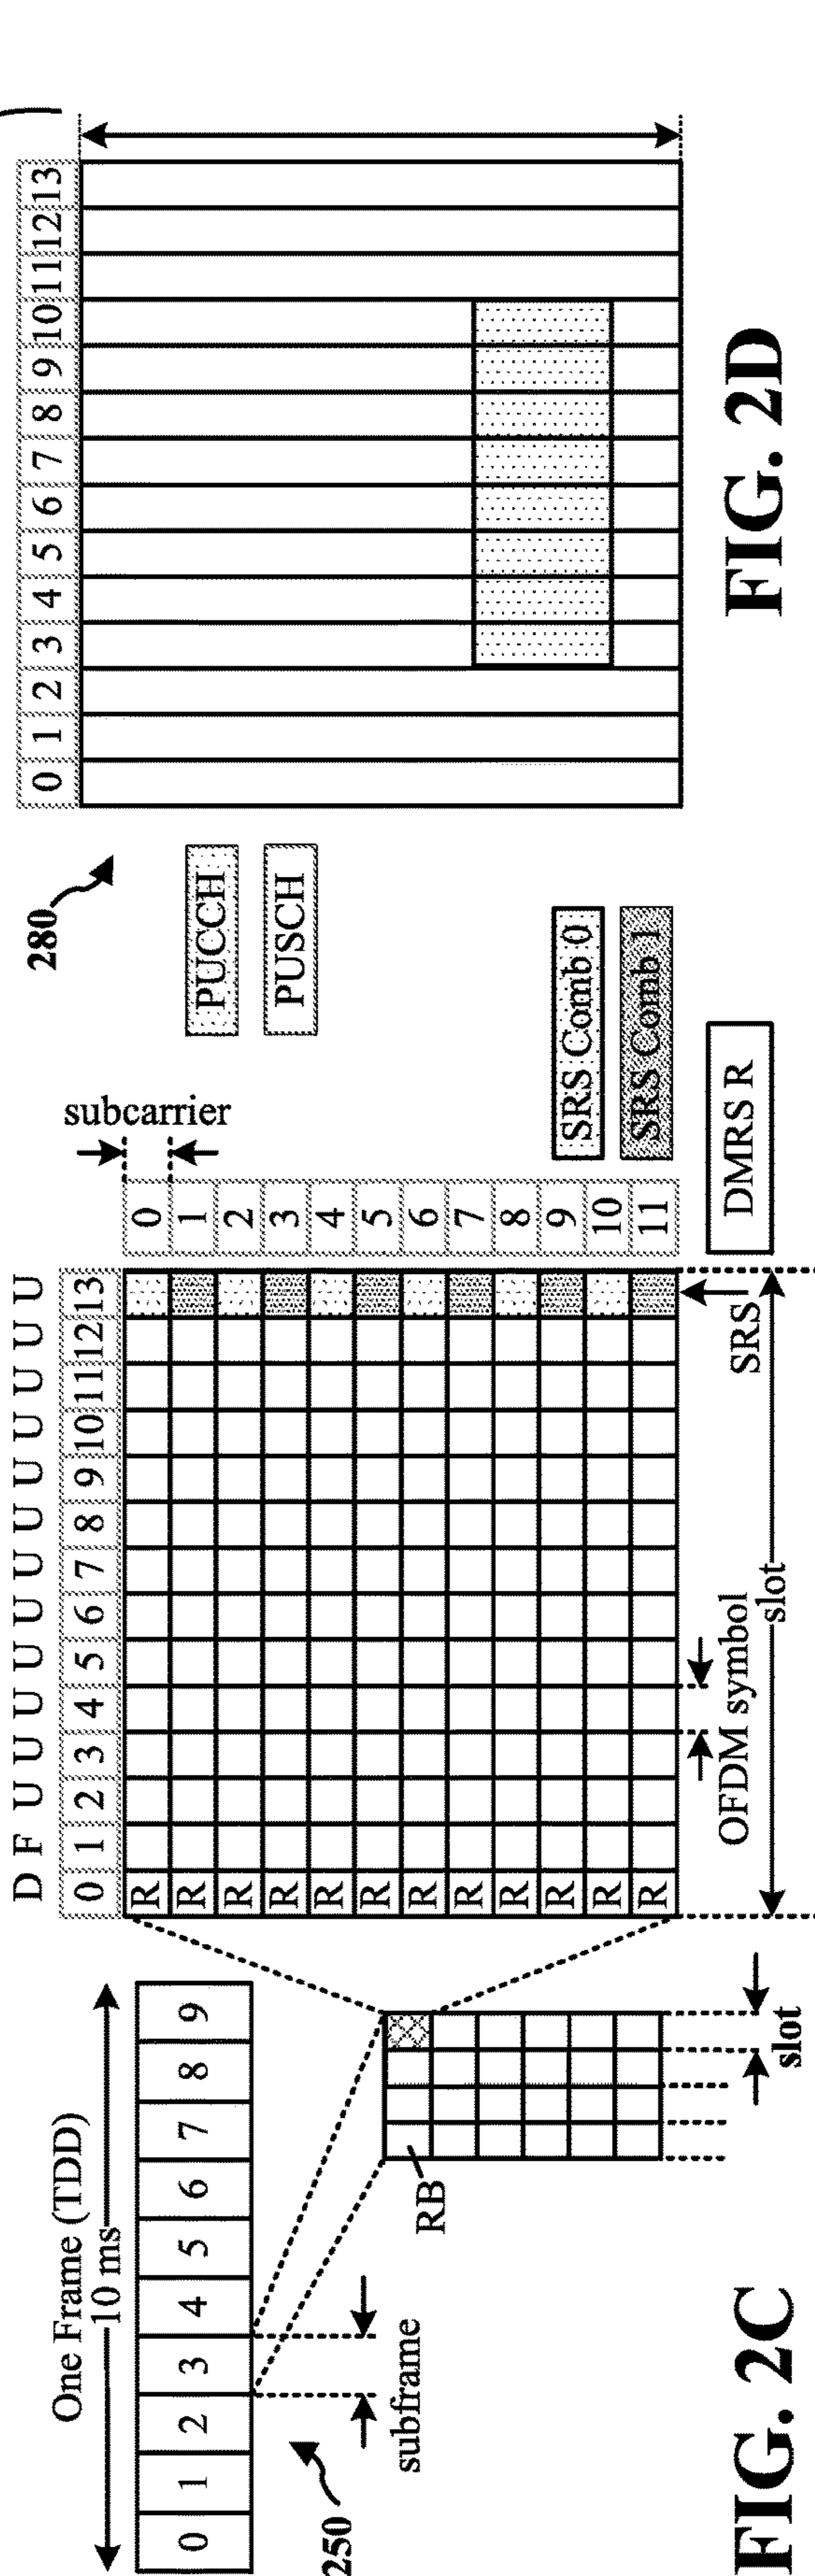 One Frame (TDD)
10 ms
0 1 2 3 4 5 6 7 8 9
250
subframe
RB
slot
FIG. 2C
D F U U U U U U U U U U U U
0 1 2 3 4 5 6 7 8 9 10 11 12 13
R
R
R
R
R
R
R
R
R
R
R
R
subcarrier
0
1
2
3
4
5
6
7
8
9
10
11
OFDM symbol
slot
SRS
SRS Comb 0
SRS Comb 1
DMRS R
280
PUCCH
PUSCH
0 1 2 3 4 5 6 7 8 9 10 11 12 13
FIG. 2D